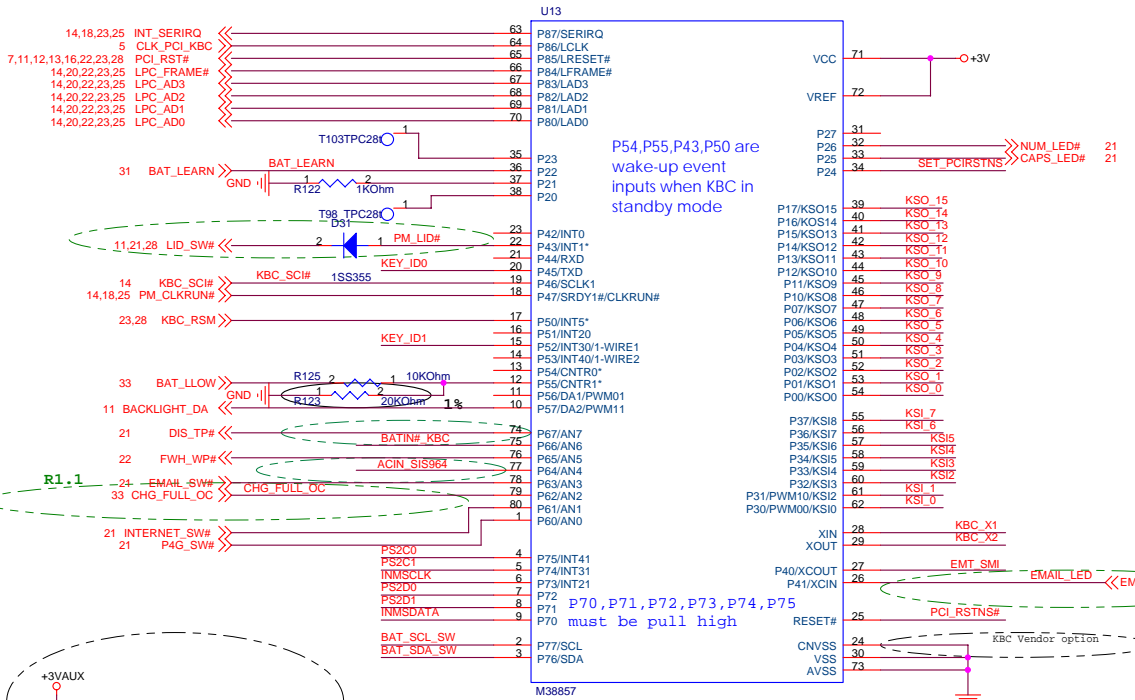 U13
14,18,23,25 INT_SERIRQ 63 P87/SERIRQ
5 CLK_PCI_KBC 64 P86/LCLK
7,11,12,13,16,22,23,28 PCI_RST# 65 P85/LRESET#
14,20,22,23,25 LPC_FRAME# 66 P84/LFRAME#
14,20,22,23,25 LPC_AD3 67 P83/LAD3
14,20,22,23,25 LPC_AD2 68 P82/LAD2
14,20,22,23,25 LPC_AD1 69 P81/LAD1
14,20,22,23,25 LPC_AD0 70 P80/LAD0
T103TPC28t 1
35 P23
31 BAT_LEARN BAT_LEARN 36 P22
GND 1 2 37 P21
R122 1KOhm 38 P20
T98 TPC28t 1
D31
23 P42/INT0
11,21,28 LID_SW# 2 1 PM_LID# 22 P43/INT1*
21 P44/RXD
KEY_ID0 20 P45/TXD
14 KBC_SCI# KBC_SCI# 1SS355 19 P46/SCLK1
14,18,25 PM_CLKRUN# 18 P47/SRDY1#/CLKRUN#
23,28 KBC_RSM 17 P50/INT5*
16 P51/INT20
KEY_ID1 15 P52/INT30/1-WIRE1
14 P53/INT40/1-WIRE2
13 P54/CNTR0*
33 BAT_LLOW R125 2 1 10KOhm 12 P55/CNTR1*
GND 1 2 11 P56/DA1/PWM01
R123 20KOhm 1%
11 BACKLIGHT_DA 10 P57/DA2/PWM11
21 DIS_TP# 74 P67/AN7
BATIN#_KBC 75 P66/AN6
22 FWH_WP# 76 P65/AN5
ACIN_SIS964 77 P64/AN4
R1.1
21 EMAIL_SW# 78 P63/AN3
33 CHG_FULL_OC CHG_FULL_OC 79 P62/AN2
80 P61/AN1
1 P60/AN0
21 INTERNET_SW#
21 P4G_SW#
PS2C0 4 P75/INT41
PS2C1 5 P74/INT31
INMSCLK 6 P73/INT21
PS2D0 7 P72
PS2D1 8 P71
INMSDATA 9 P70
BAT_SCL_SW 2 P77/SCL
BAT_SDA_SW 3 P76/SDA
P54,P55,P43,P50 are
wake-up event
inputs when KBC in
standby mode
P70,P71,P72,P73,P74,P75
must be pull high
M38857
VCC 71 +3V
VREF 72
P27 31
P26 32 NUM_LED# 21
P25 33 CAPS_LED# 21
P24 34 SET_PCIRSTNS
P17/KSO15 39 KSO_15
P16/KOS14 40 KSO_14
P15/KSO13 41 KSO_13
P14/KSO12 42 KSO_12
P13/KSO11 43 KSO_11
P12/KSO10 44 KSO_10
P11/KSO9 45 KSO_9
P10/KSO8 46 KSO_8
P07/KSO7 47 KSO_7
P06/KSO6 48 KSO_6
P05/KSO5 49 KSO_5
P04/KSO4 50 KSO_4
P03/KSO3 51 KSO_3
P02/KSO2 52 KSO_2
P01/KSO1 53 KSO_1
P00/KSO0 54 KSO_0
P37/KSI8 55 KSI_7
P36/KSI7 56 KSI_6
P35/KSI6 57 KSI5
P34/KSI5 58 KSI4
P33/KSI4 59 KSI3
P32/KSI3 60 KSI2
P31/PWM10/KSI2 61 KSI_1
P30/PWM00/KSI0 62 KSI_0
XIN 28 KBC_X1
XOUT 29 KBC_X2
P40/XCOUT 27 EMT_SMI
P41/XCIN 26 EMAIL_LED EM
RESET# 25 PCI_RSTNS#
CNVSS 24 KBC Vendor option
VSS 30
AVSS 73
+3VAUX